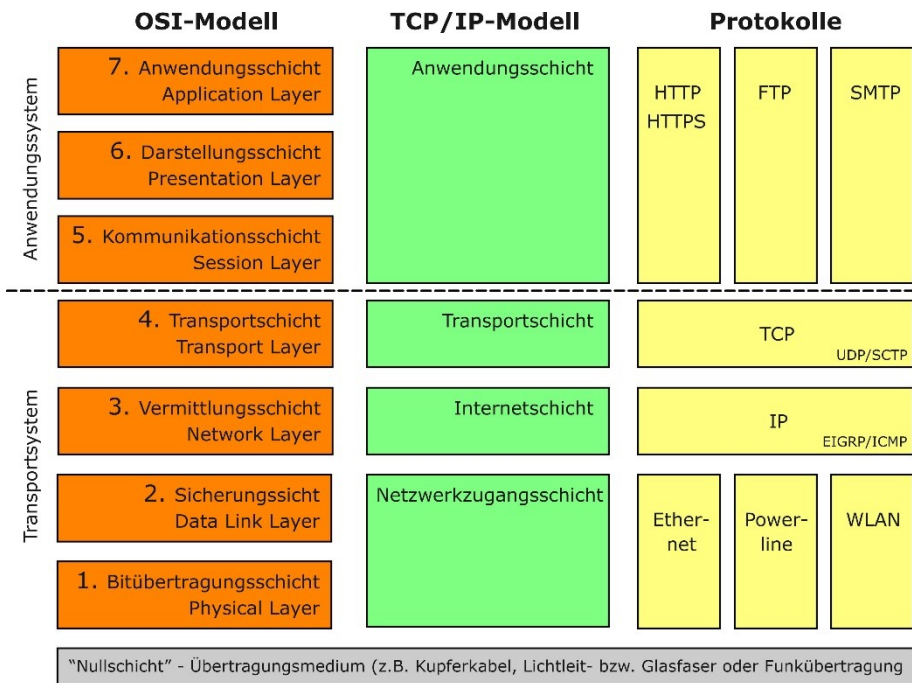 OSI-Modell
TCP/IP-Modell
Protokolle
Anwendungssystem
7. Anwendungsschicht
Application Layer
6. Darstellungsschicht
Presentation Layer
5. Kommunikationsschicht
Session Layer
Anwendungsschicht
HTTP
HTTPS
FTP
SMTP
Transportsystem
4. Transportschicht
Transport Layer
Transportschicht
TCP
UDP/SCTP
3. Vermittlungsschicht
Network Layer
Internetschicht
IP
EIGRP/ICMP
2. Sicherungssicht
Data Link Layer
1. Bitübertragungsschicht
Physical Layer
Netzwerkzugangsschicht
Ether-
net
Power-
line
WLAN
"Nullschicht" - Übertragungsmedium (z.B. Kupferkabel, Lichtleit- bzw. Glasfaser oder Funkübertragung